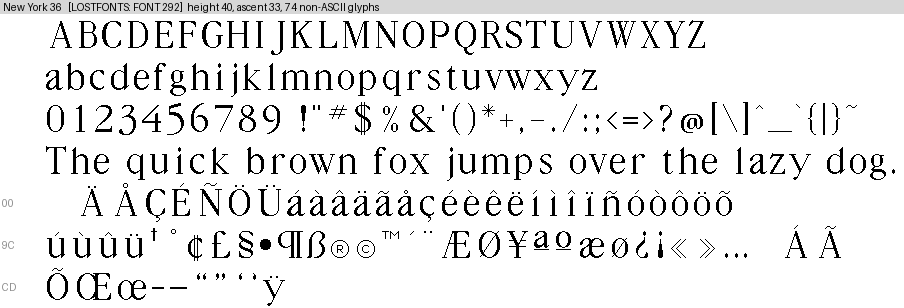 New York 36 [LOSTFONTS: FONT 292] height 40, ascent 33, 74 non-ASCII glyphs
ABCDEFGHIJKLMNOPQRSTUVWXYZ
abcdefghijklmnopqrstuvwxyz
0123456789 !"#$%&'()*+,-./:;<=>?@[\]^_`{|}~
The quick brown fox jumps over the lazy dog.
00 ÄÅÇÉÑÖÜáàâäãåçéèêëíìîïñóòôöõ
9C úùûü†°¢£§•¶ß®©™´¨ÆØ¥ªºæø¿¡«»… ÀÃ
CD ÕŒœ–—“”‘’ÿ